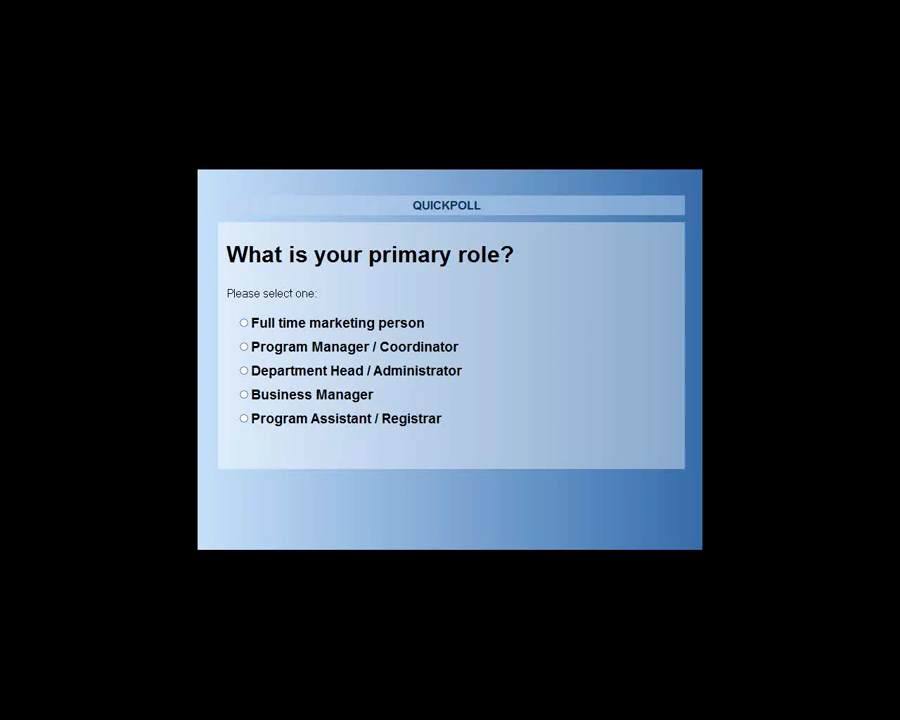 QUICKPOLL
What is your primary role?
Please select one:
Full time marketing person
Program Manager / Coordinator
Department Head / Administrator
Business Manager
Program Assistant / Registrar